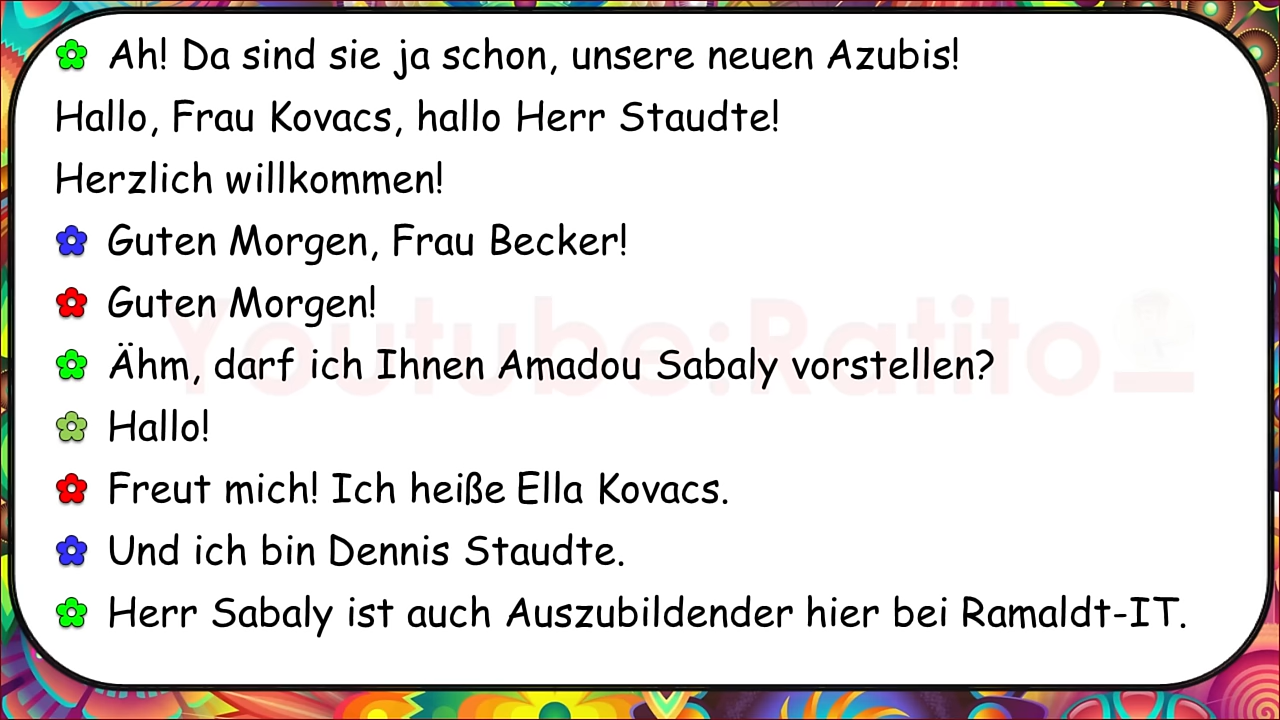 Ah! Da sind sie ja schon, unsere neuen Azubis!
Hallo, Frau Kovacs, hallo Herr Staudte!
Herzlich willkommen!
Guten Morgen, Frau Becker!
Guten Morgen!
Youtube:Ratito
Ähm, darf ich Ihnen Amadou Sabaly vorstellen?
Hallo!
Freut mich! Ich heiße Ella Kovacs.
Und ich bin Dennis Staudte.
Herr Sabaly ist auch Auszubildender hier bei Ramaldt-IT.